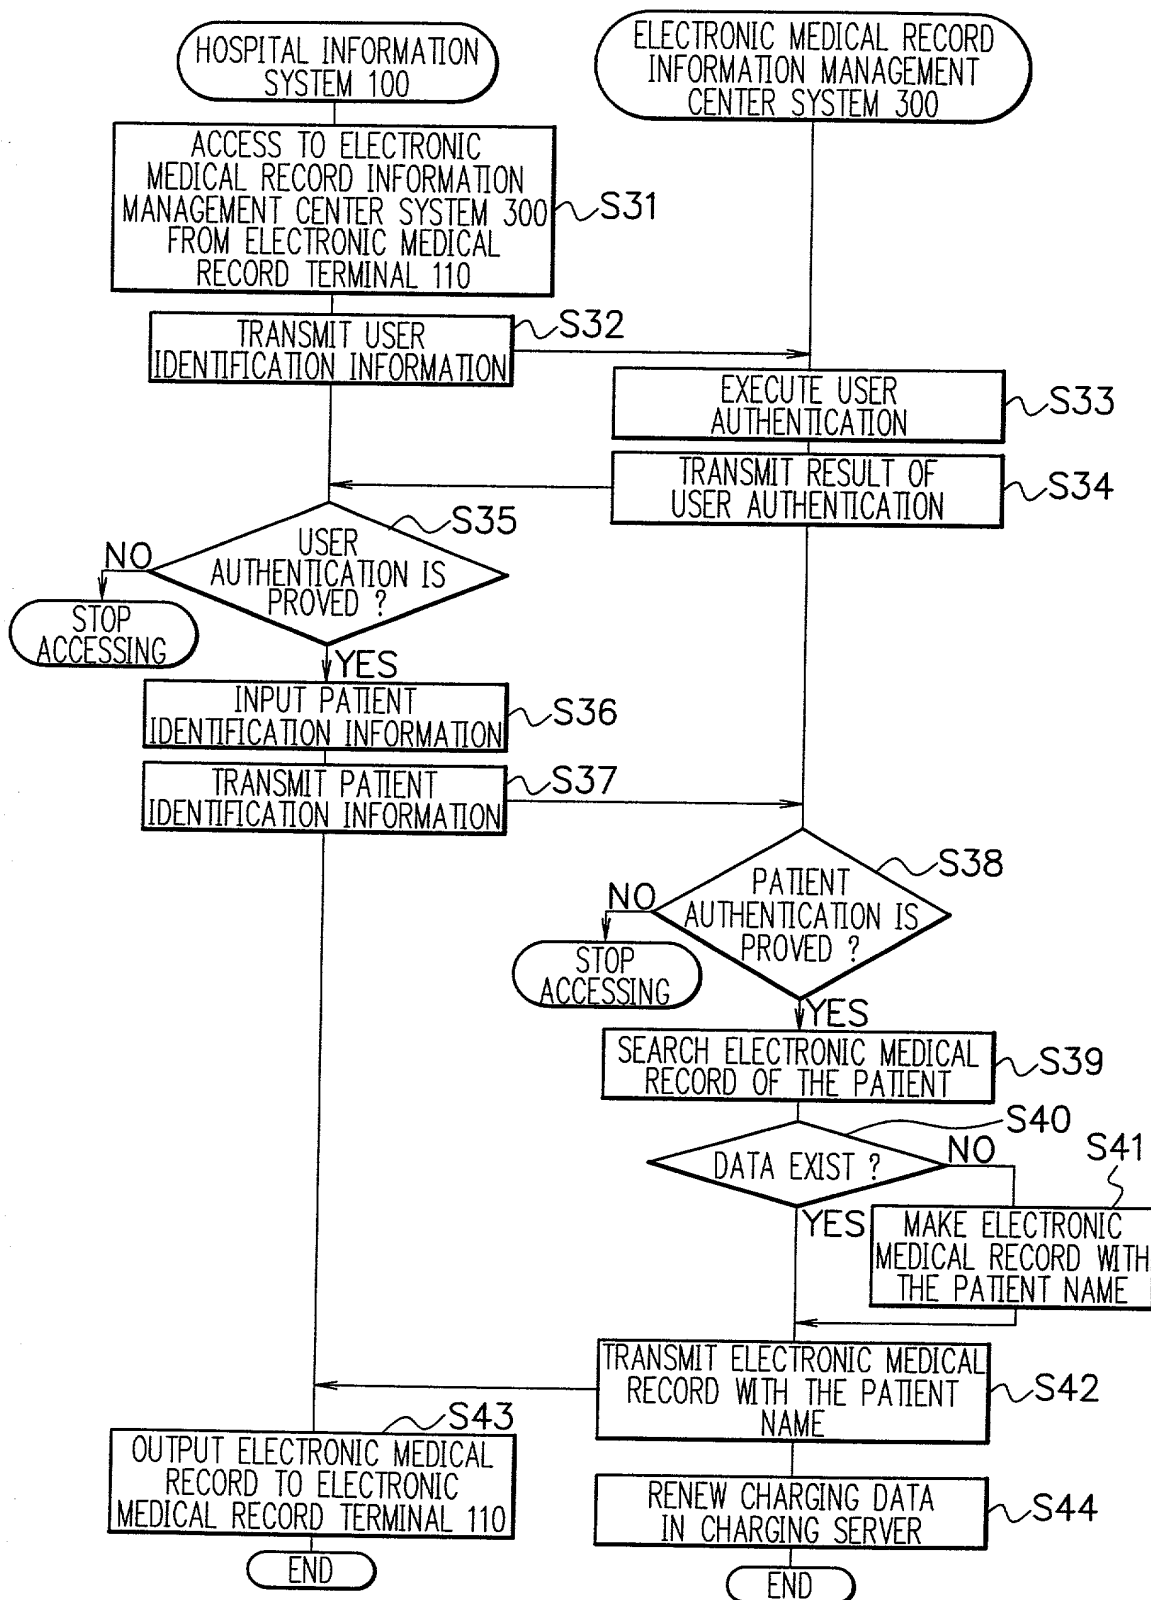 HOSPITAL INFORMATION
SYSTEM 100
ELECTRONIC MEDICAL RECORD
INFORMATION MANAGEMENT
CENTER SYSTEM 300
ACCESS TO ELECTRONIC
MEDICAL RECORD INFORMATION
MANAGEMENT CENTER SYSTEM 300
FROM ELECTRONIC MEDICAL
RECORD TERMINAL 110
S31
TRANSMIT USER
IDENTIFICATION INFORMATION
S32
EXECUTE USER
AUTHENTICATION
S33
TRANSMIT RESULT OF
USER AUTHENTICATION
S34
S35
USER
AUTHENTICATION IS
PROVED ?
NO
STOP
ACCESSING
YES
INPUT PATIENT
IDENTIFICATION INFORMATION
S36
TRANSMIT PATIENT
IDENTIFICATION INFORMATION
S37
S38
PATIENT
AUTHENTICATION IS
PROVED ?
NO
STOP
ACCESSING
YES
SEARCH ELECTRONIC MEDICAL
RECORD OF THE PATIENT
S39
S40
DATA EXIST ?
NO
S41
YES
MAKE ELECTRONIC
MEDICAL RECORD WITH
THE PATIENT NAME
TRANSMIT ELECTRONIC MEDICAL
RECORD WITH THE PATIENT
NAME
S42
S43
OUTPUT ELECTRONIC MEDICAL
RECORD TO ELECTRONIC
MEDICAL RECORD TERMINAL 110
RENEW CHARGING DATA
IN CHARGING SERVER
S44
END
END